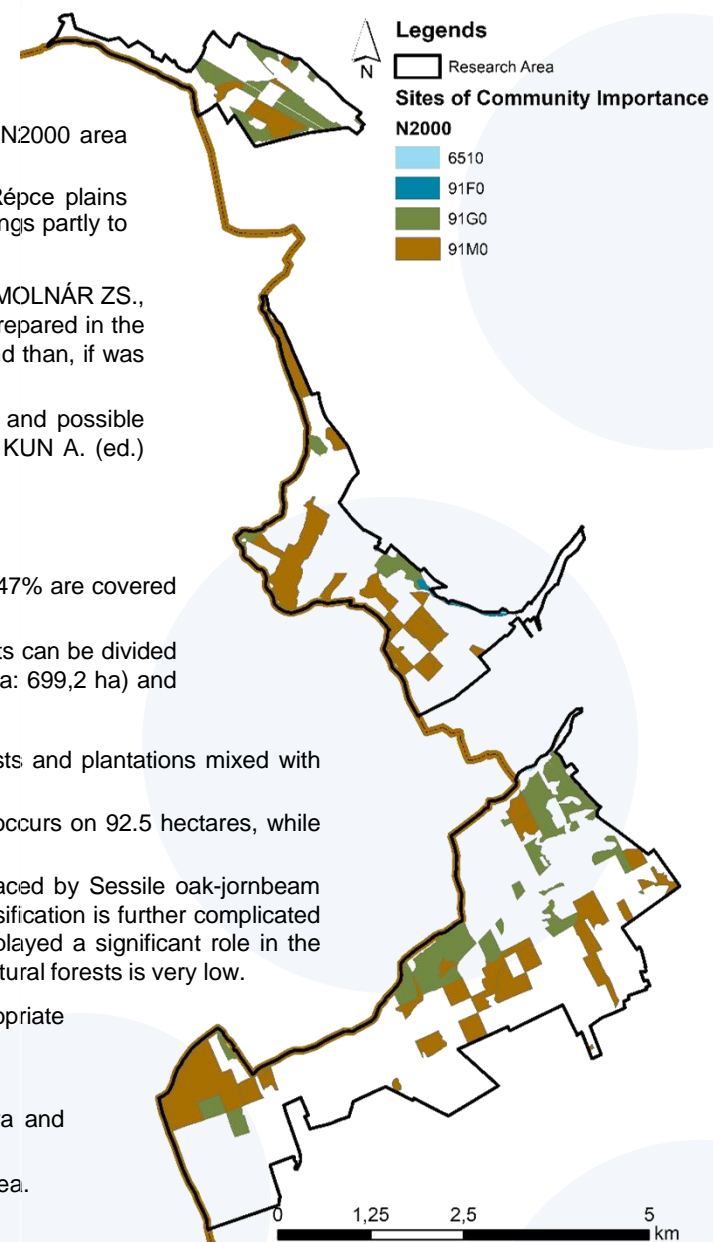 N2000 area
Répce plains
ngs partly to
MOLNÁR ZS.,
repared in the
nd than, if was
and possible
KUN A. (ed.)
47% are covered
ts can be divided
a: 699,2 ha) and
sts and plantations mixed with
occurs on 92.5 hectares, while
aced by Sessile oak-jornbeam
sification is further complicated
played a significant role in the
tural forests is very low.
opriate
a and
ea.
N
Legends
Research Area
Sites of Community Importance
N2000
6510
91F0
91G0
91M0
0 1,25 2,5 5
km